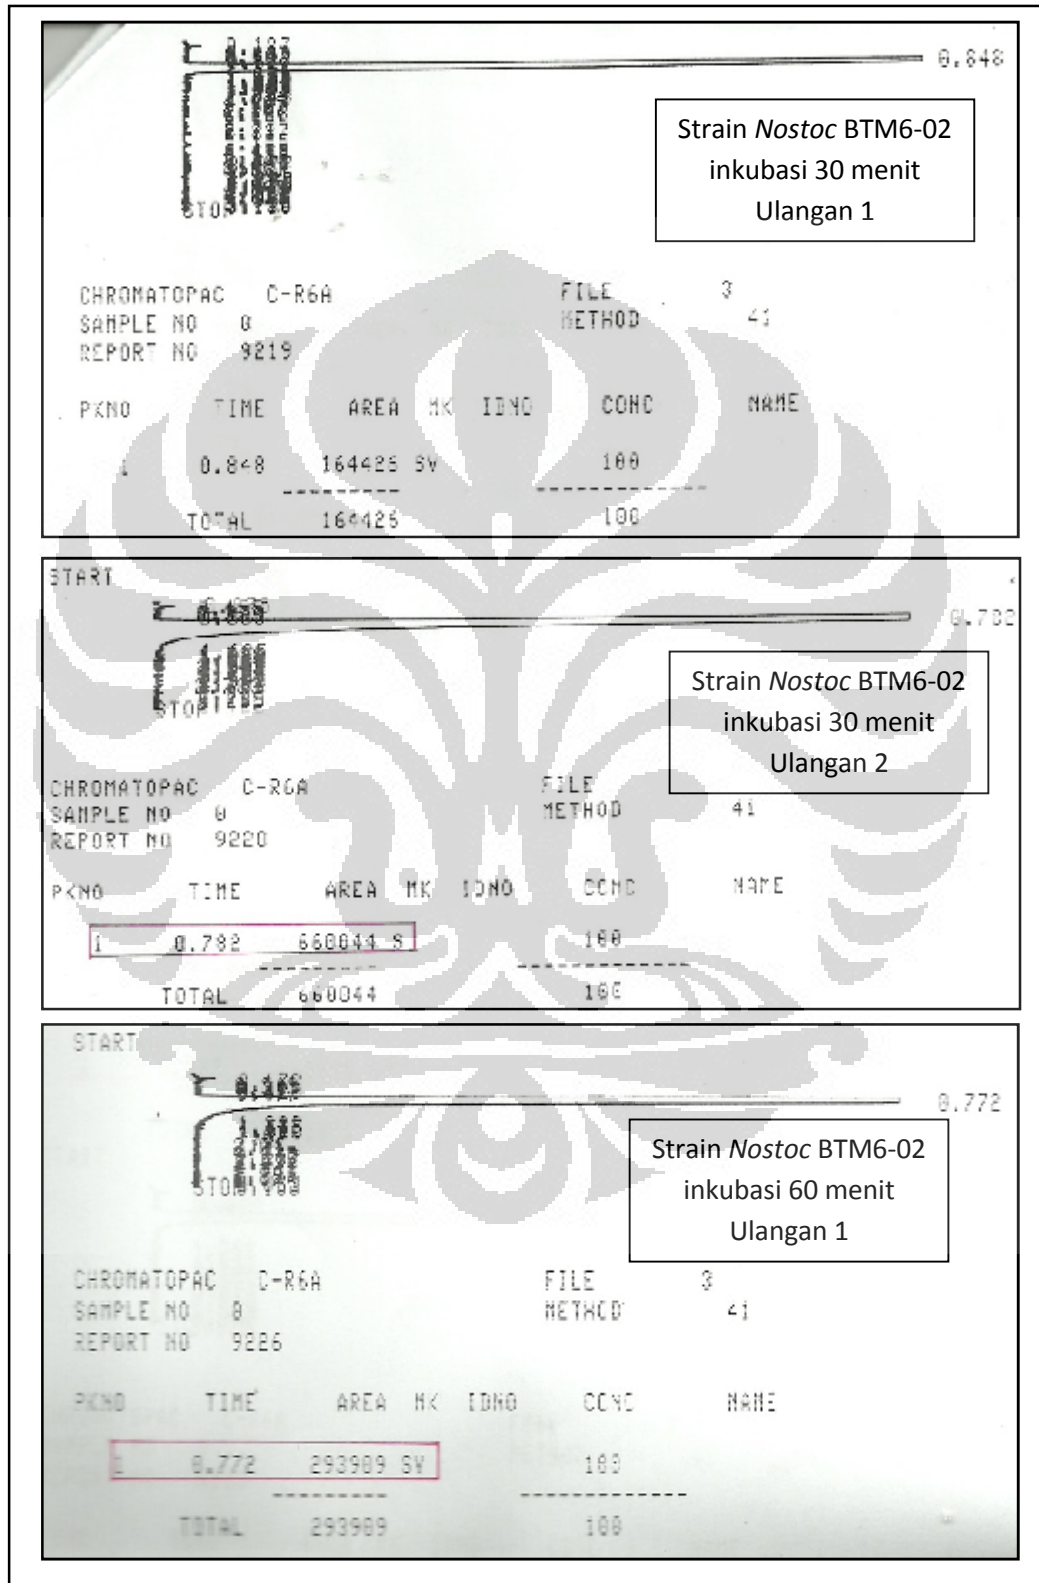 0.848
Strain Nostoc BTM6-02
inkubasi 30 menit
Ulangan 1
STOP
CHROMATOPAC C-R6A FILE 3
SAMPLE NO 0 METHOD 41
REPORT NO 9219
PKNO TIME AREA MK IDNO CONC NAME
1 0.848 164426 SV 100
TOTAL 164426 100
START
0.782
Strain Nostoc BTM6-02
inkubasi 30 menit
Ulangan 2
STOP
CHROMATOPAC C-R6A FILE
SAMPLE NO 0 METHOD 41
REPORT NO 9220
PKNO TIME AREA MK IDNO CONC NAME
1 0.782 660044 S 100
TOTAL 660044 100
START
0.772
Strain Nostoc BTM6-02
inkubasi 60 menit
Ulangan 1
CHROMATOPAC C-R6A FILE 3
SAMPLE NO 0 METHOD 41
REPORT NO 9226
PKNO TIME AREA MK IDNO CONC NAME
1 0.772 293989 SV 100
TOTAL 293989 100